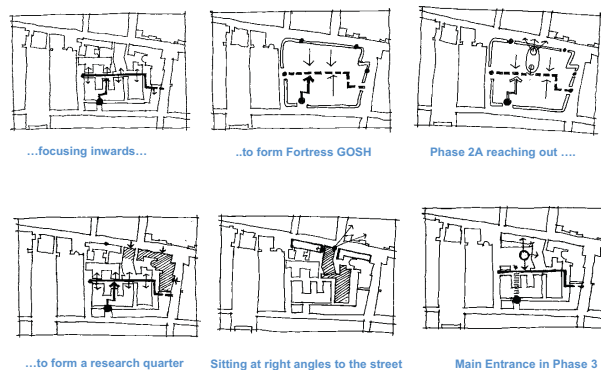 …focusing inwards…
..to form Fortress GOSH
Phase 2A reaching out ….
…to form a research quarter
Sitting at right angles to the street
Main Entrance in Phase 3